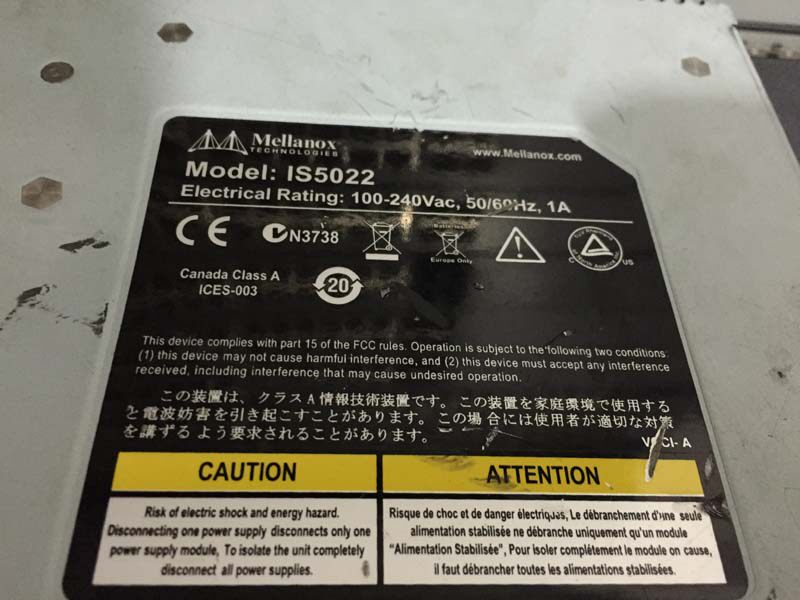 Mellanox
TECHNOLOGIES
www.Mellanox.com
Model: IS5022
Electrical Rating: 100-240Vac, 50/60Hz, 1A
CE N3738
Batteries
Europe Only
TUV Rheinland
of North America Inc.
C US
Canada Class A
ICES-003
20
This device complies with part 15 of the FCC rules. Operation is subject to the following two conditions:
(1) this device may not cause harmful interference, and (2) this device must accept any interference
received, including interference that may cause undesired operation.
この装置は、クラスA情報技術装置です。この装置を家庭環境で使用する
と電波妨害を引き起こすことがあります。この場合には使用者が適切な対策
を講ずるよう要求されることがあります。
VCCI- A
CAUTION
Risk of electric shock and energy hazard.
Disconnecting one power supply disconnects only one
power supply module, To isolate the unit completely
disconnect all power supplies.
ATTENTION
Risque de choc et de danger électriques, Le débranchement d'une seule
alimentation stabilisée ne débranche uniquement qu'un module
"Alimentation Stabilisée", Pour isoler complètement le module on cause,
il faut débrancher toutes les alimentations stabilisées.